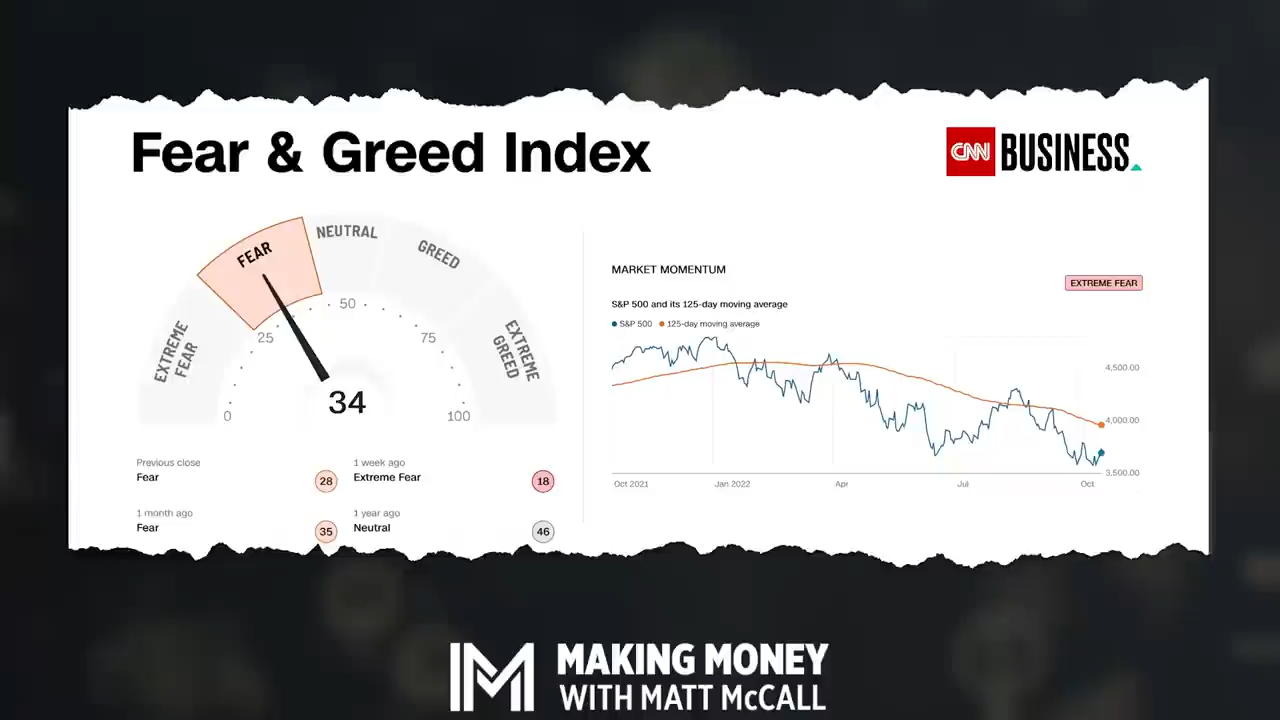 Fear & Greed Index
CNN BUSINESS
EXTREME FEAR
FEAR
NEUTRAL
GREED
EXTREME GREED
0
25
50
75
100
34
Previous close
Fear
28
1 week ago
Extreme Fear
18
1 month ago
Fear
35
1 year ago
Neutral
46
MARKET MOMENTUM
EXTREME FEAR
S&P 500 and its 125-day moving average
S&P 500 125-day moving average
4,500.00
4,000.00
3,500.00
Oct 2021 Jan 2022 Apr Jul Oct
MAKING MONEY
WITH MATT McCALL